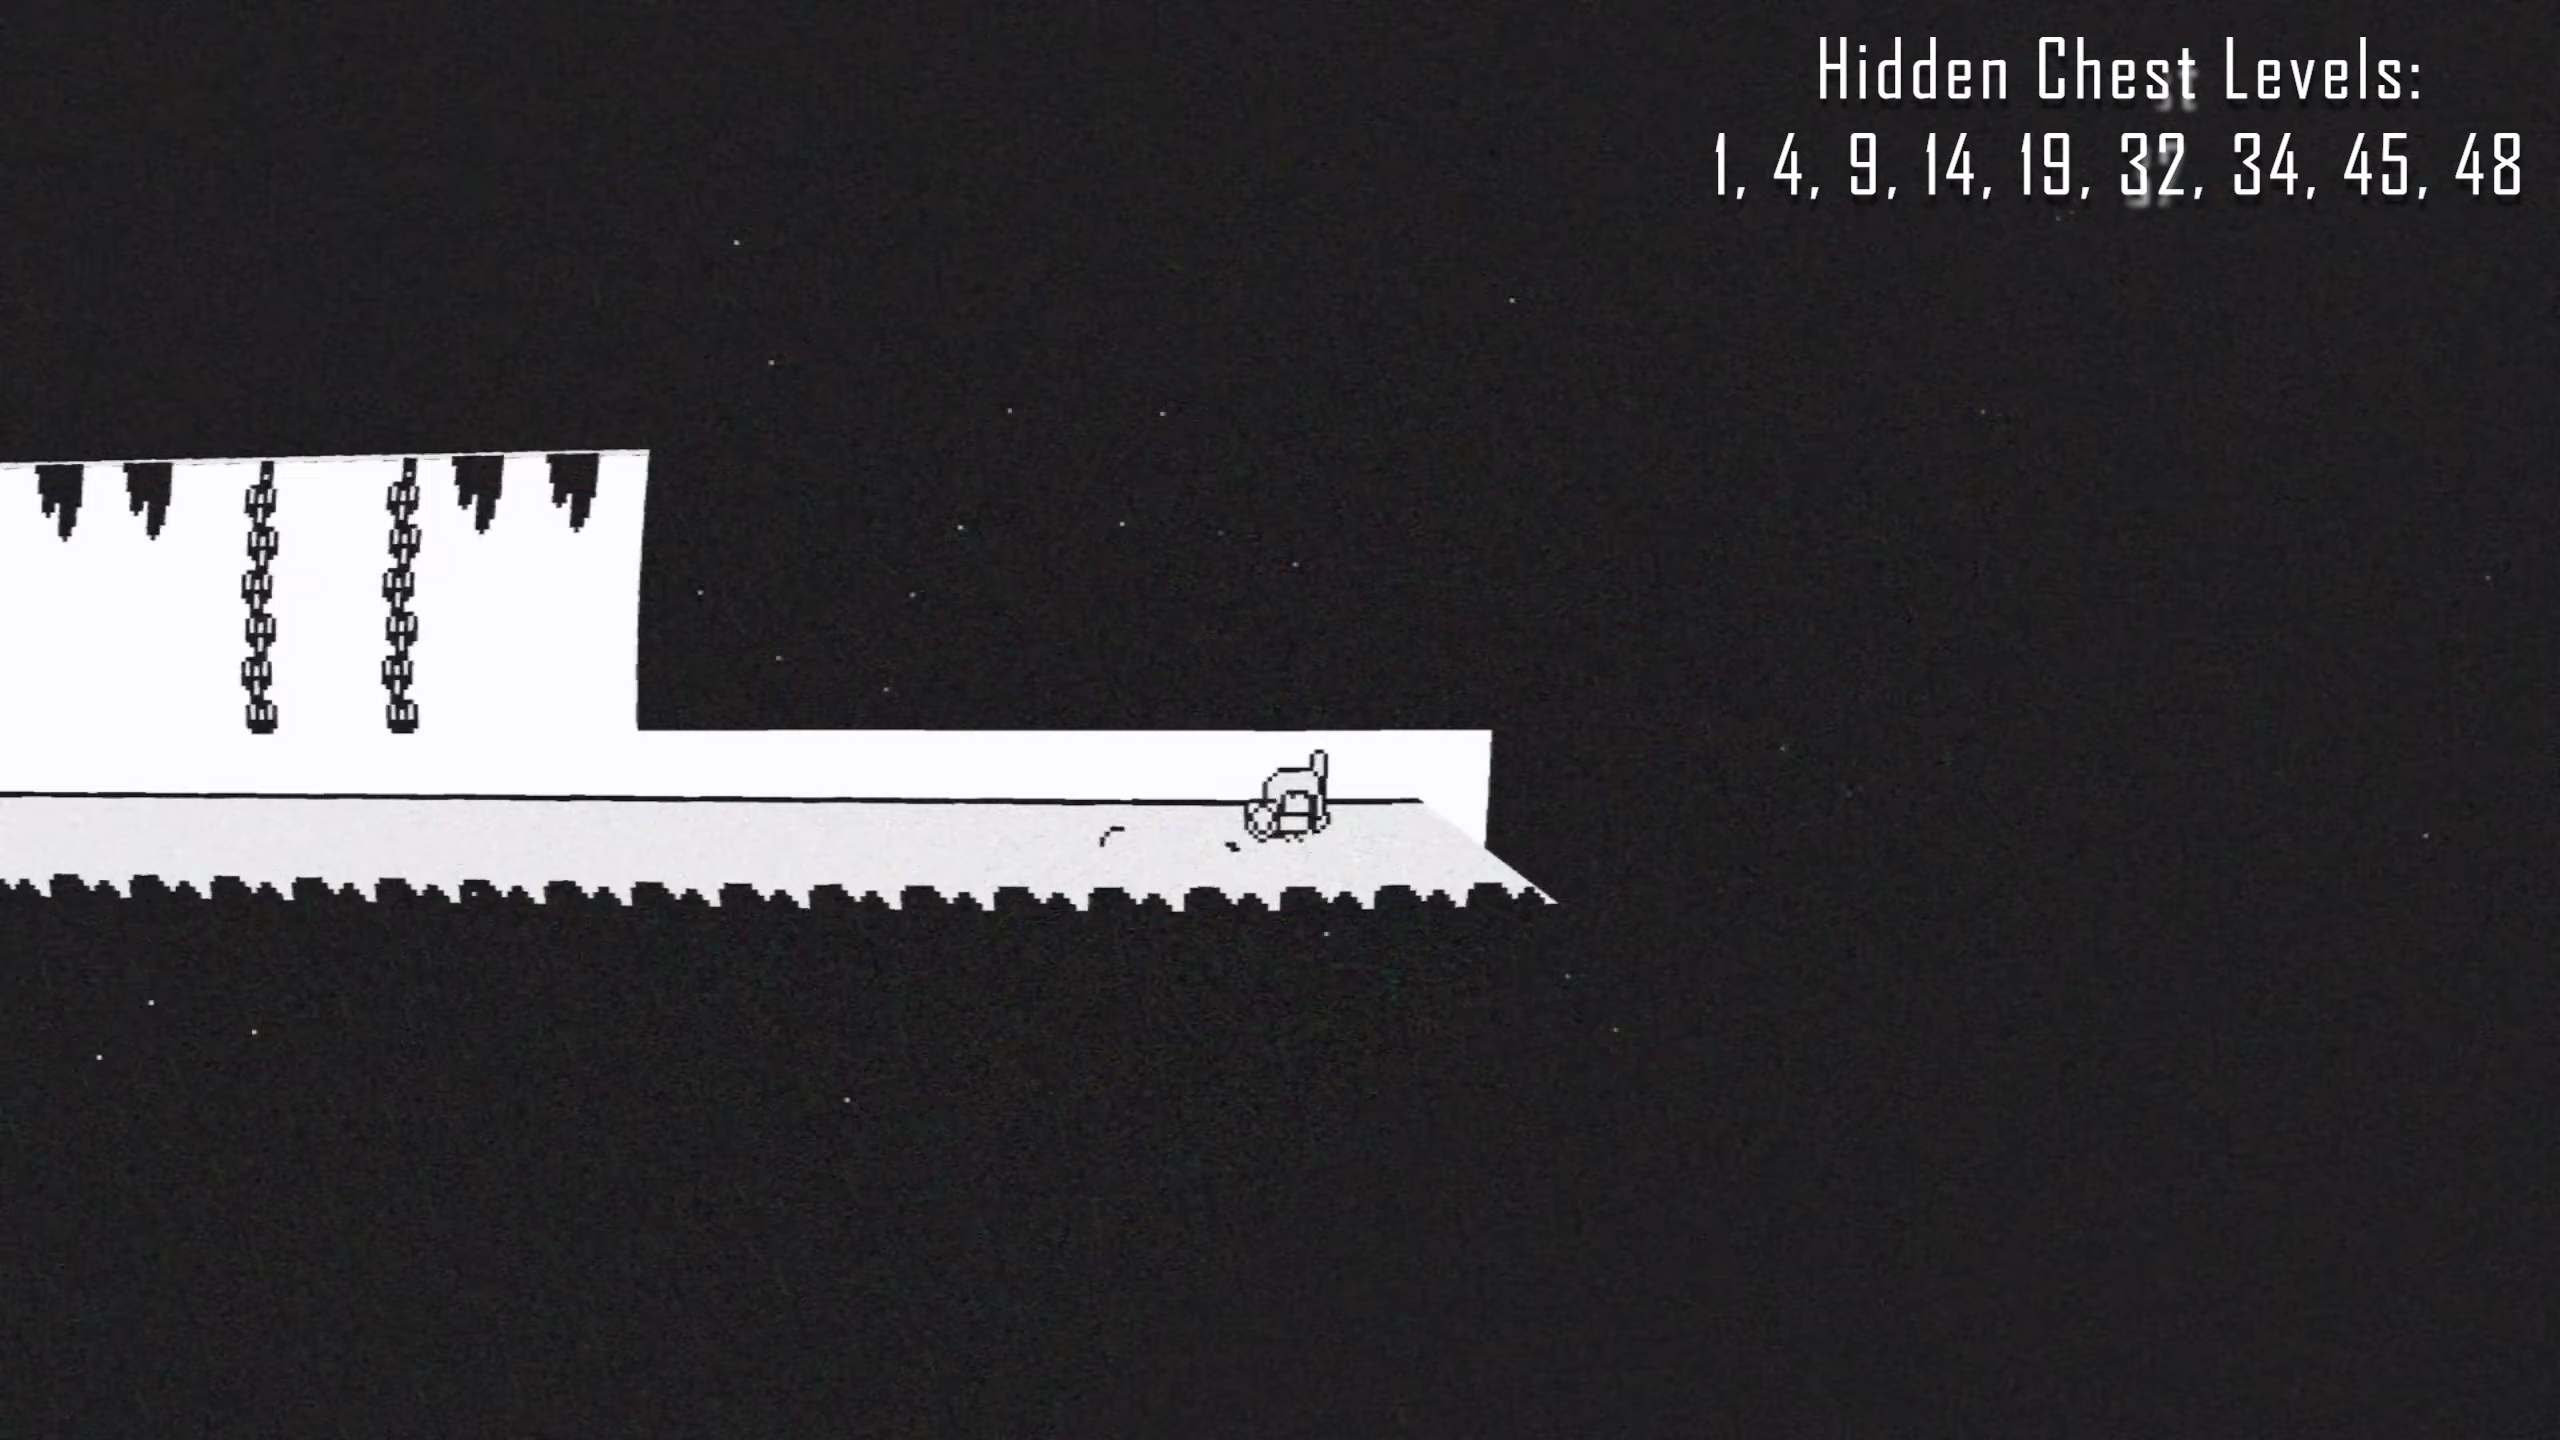 Hidden Chest Levels:
1, 4, 9, 14, 19, 32, 34, 45, 48